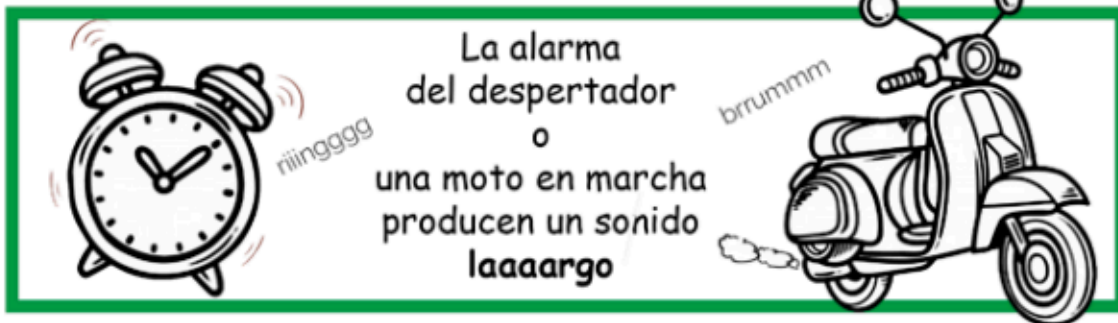 La alarma
del despertador
o
una moto en marcha
producen un sonido
laaaargo
riiingggg
brrummm